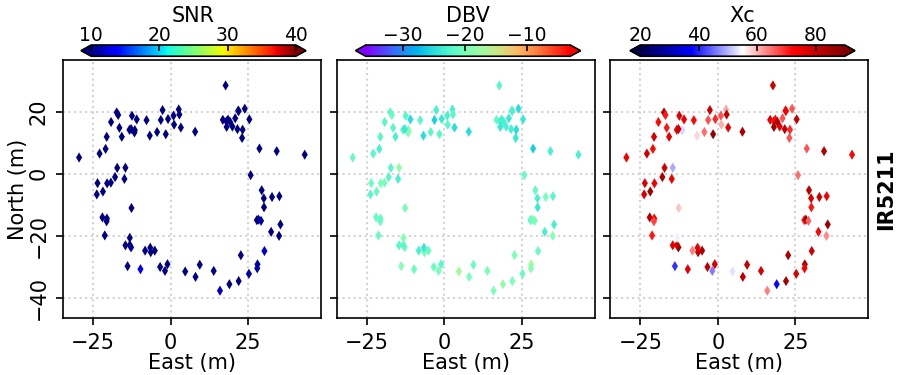 SNR DBV Xc
10 20 30 40 −30 −20 −10 20 40 60 80
20
0
−20
−40
North (m)
IR5211
−25 0 25 −25 0 25 −25 0 25
East (m) East (m) East (m)